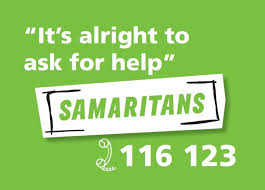 “It's alright to
ask for help”
SAMARITANS
116 123